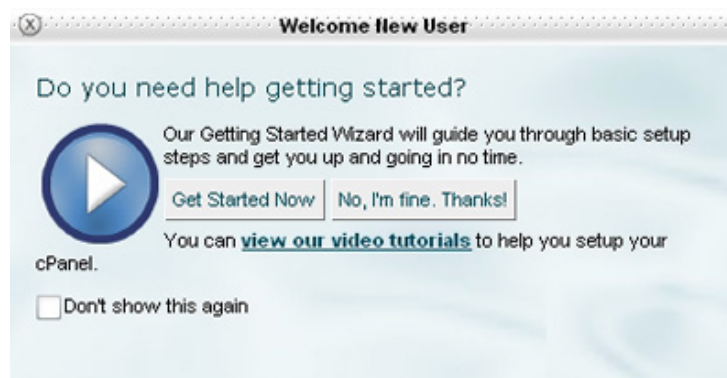 Welcome New User
Do you need help getting started?
Our Getting Started Wizard will guide you through basic setup
steps and get you up and going in no time.
Get Started Now No, I'm fine. Thanks!
You can view our video tutorials to help you setup your
cPanel.
Don't show this again